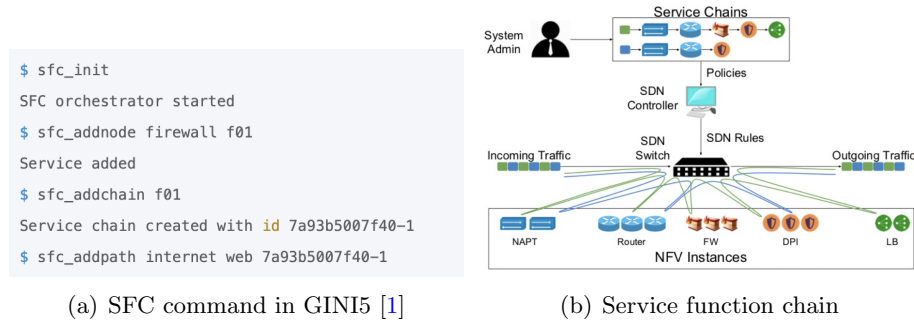 $ sfc_init
SFC orchestrator started
$ sfc_addnode firewall f01
Service added
$ sfc_addchain f01
Service chain created with id 7a93b5007f40-1
$ sfc_addpath internet web 7a93b5007f40-1
(a) SFC command in GINI5 [1]
Service Chains
System
Admin
Policies
SDN
Controller
SDN Rules
SDN
Switch
Incoming Traffic
Outgoing Traffic
NAPT
Router
FW
DPI
LB
NFV Instances
(b) Service function chain